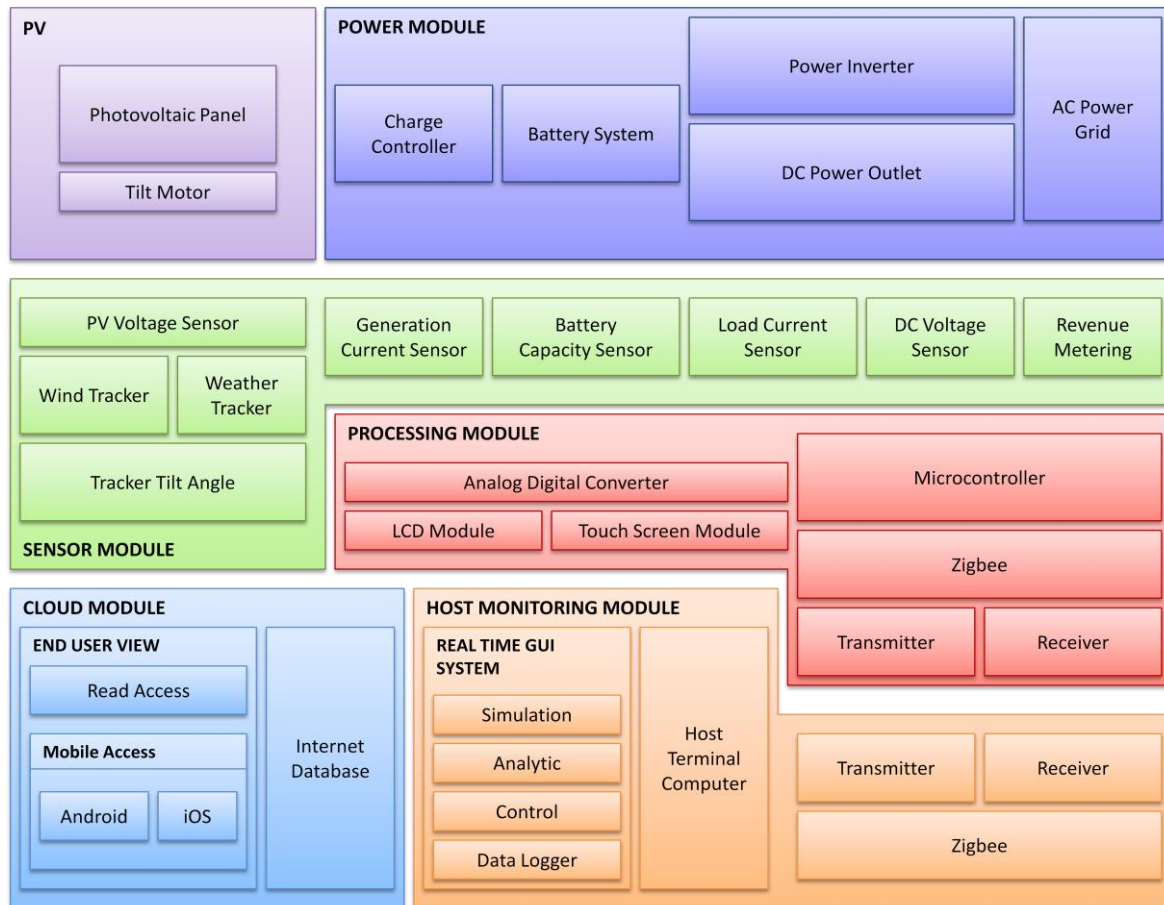 PV
Photovoltaic Panel
Tilt Motor
POWER MODULE
Charge
Controller
Battery System
Power Inverter
DC Power Outlet
AC Power
Grid
PV Voltage Sensor
Wind Tracker
Weather
Tracker
Tracker Tilt Angle
SENSOR MODULE
Generation
Current Sensor
Battery
Capacity Sensor
Load Current
Sensor
DC Voltage
Sensor
Revenue
Metering
PROCESSING MODULE
Analog Digital Converter
LCD Module
Touch Screen Module
Microcontroller
Zigbee
Transmitter
Receiver
CLOUD MODULE
END USER VIEW
Read Access
Mobile Access
Android
iOS
Internet
Database
HOST MONITORING MODULE
REAL TIME GUI
SYSTEM
Simulation
Analytic
Control
Data Logger
Host
Terminal
Computer
Transmitter
Receiver
Zigbee